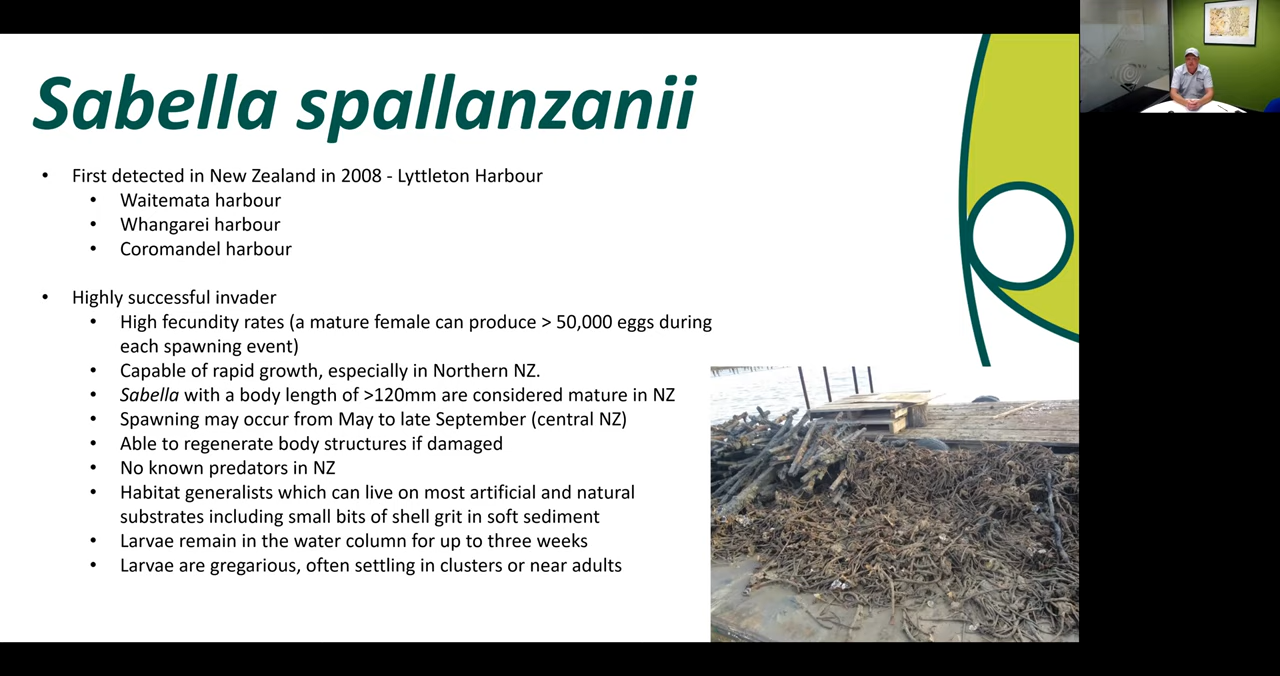 Sabella spallanzanii
• First detected in New Zealand in 2008 - Lyttleton Harbour
• Waitemata harbour
• Whangarei harbour
• Coromandel harbour
• Highly successful invader
• High fecundity rates (a mature female can produce > 50,000 eggs during
each spawning event)
• Capable of rapid growth, especially in Northern NZ.
• Sabella with a body length of >120mm are considered mature in NZ
• Spawning may occur from May to late September (central NZ)
• Able to regenerate body structures if damaged
• No known predators in NZ
• Habitat generalists which can live on most artificial and natural
substrates including small bits of shell grit in soft sediment
• Larvae remain in the water column for up to three weeks
• Larvae are gregarious, often settling in clusters or near adults